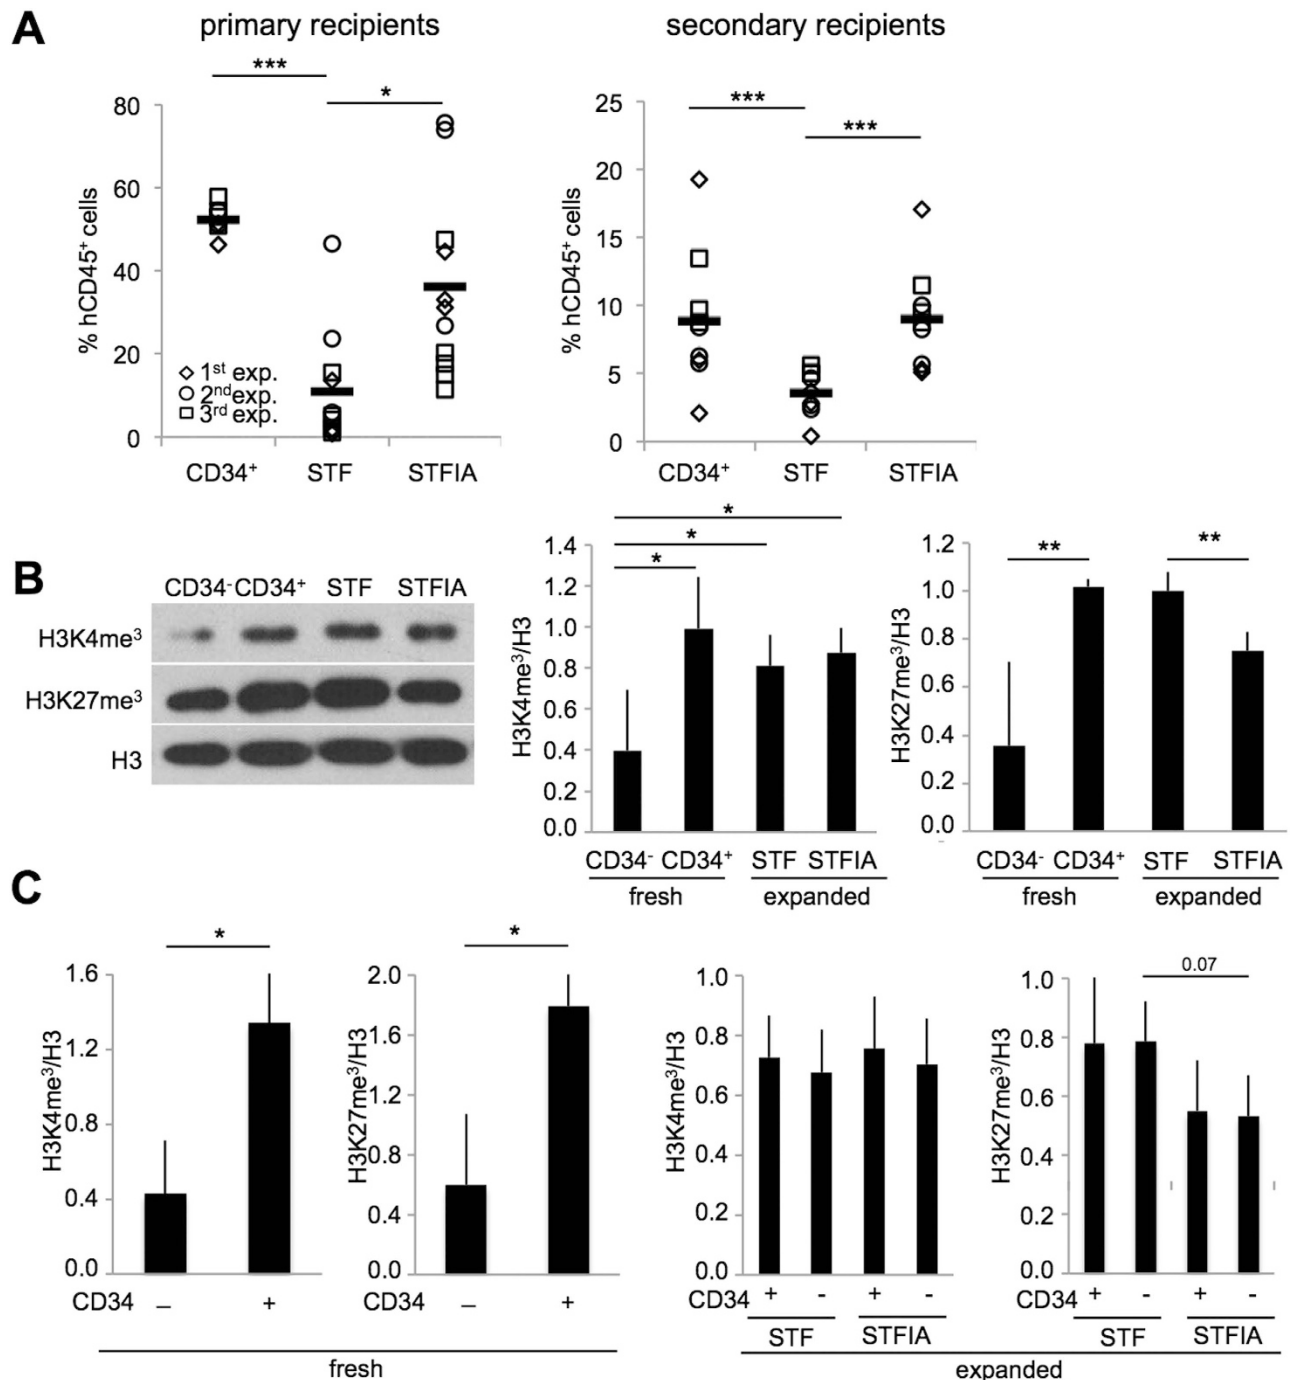 A
primary recipients
secondary recipients
***
*
***
***
% hCD45⁺ cells
80
60
40
20
0
1st exp.
2nd exp.
3rd exp.
CD34⁺ STF STFIA
% hCD45⁺ cells
25
20
15
10
5
0
CD34⁺ STF STFIA
B
CD34⁻ CD34⁺ STF STFIA
H3K4me³
H3K27me³
H3
*
*
*
H3K4me³/H3
1.4
1.2
1.0
0.8
0.6
0.4
0.2
0.0
CD34⁻ CD34⁺ STF STFIA
fresh expanded
** **
H3K27me³/H3
1.2
1.0
0.8
0.6
0.4
0.2
0.0
CD34⁻ CD34⁺ STF STFIA
fresh expanded
C
*
H3K4me³/H3
1.6
1.2
0.8
0.4
0.0
CD34 – +
*
H3K27me³/H3
2.0
1.6
1.2
0.8
0.4
0.0
CD34 – +
fresh
H3K4me³/H3
1.0
0.8
0.6
0.4
0.2
0.0
CD34 + - + -
STF STFIA
0.07
H3K27me³/H3
1.0
0.8
0.6
0.4
0.2
0.0
CD34 + - + -
STF STFIA
expanded